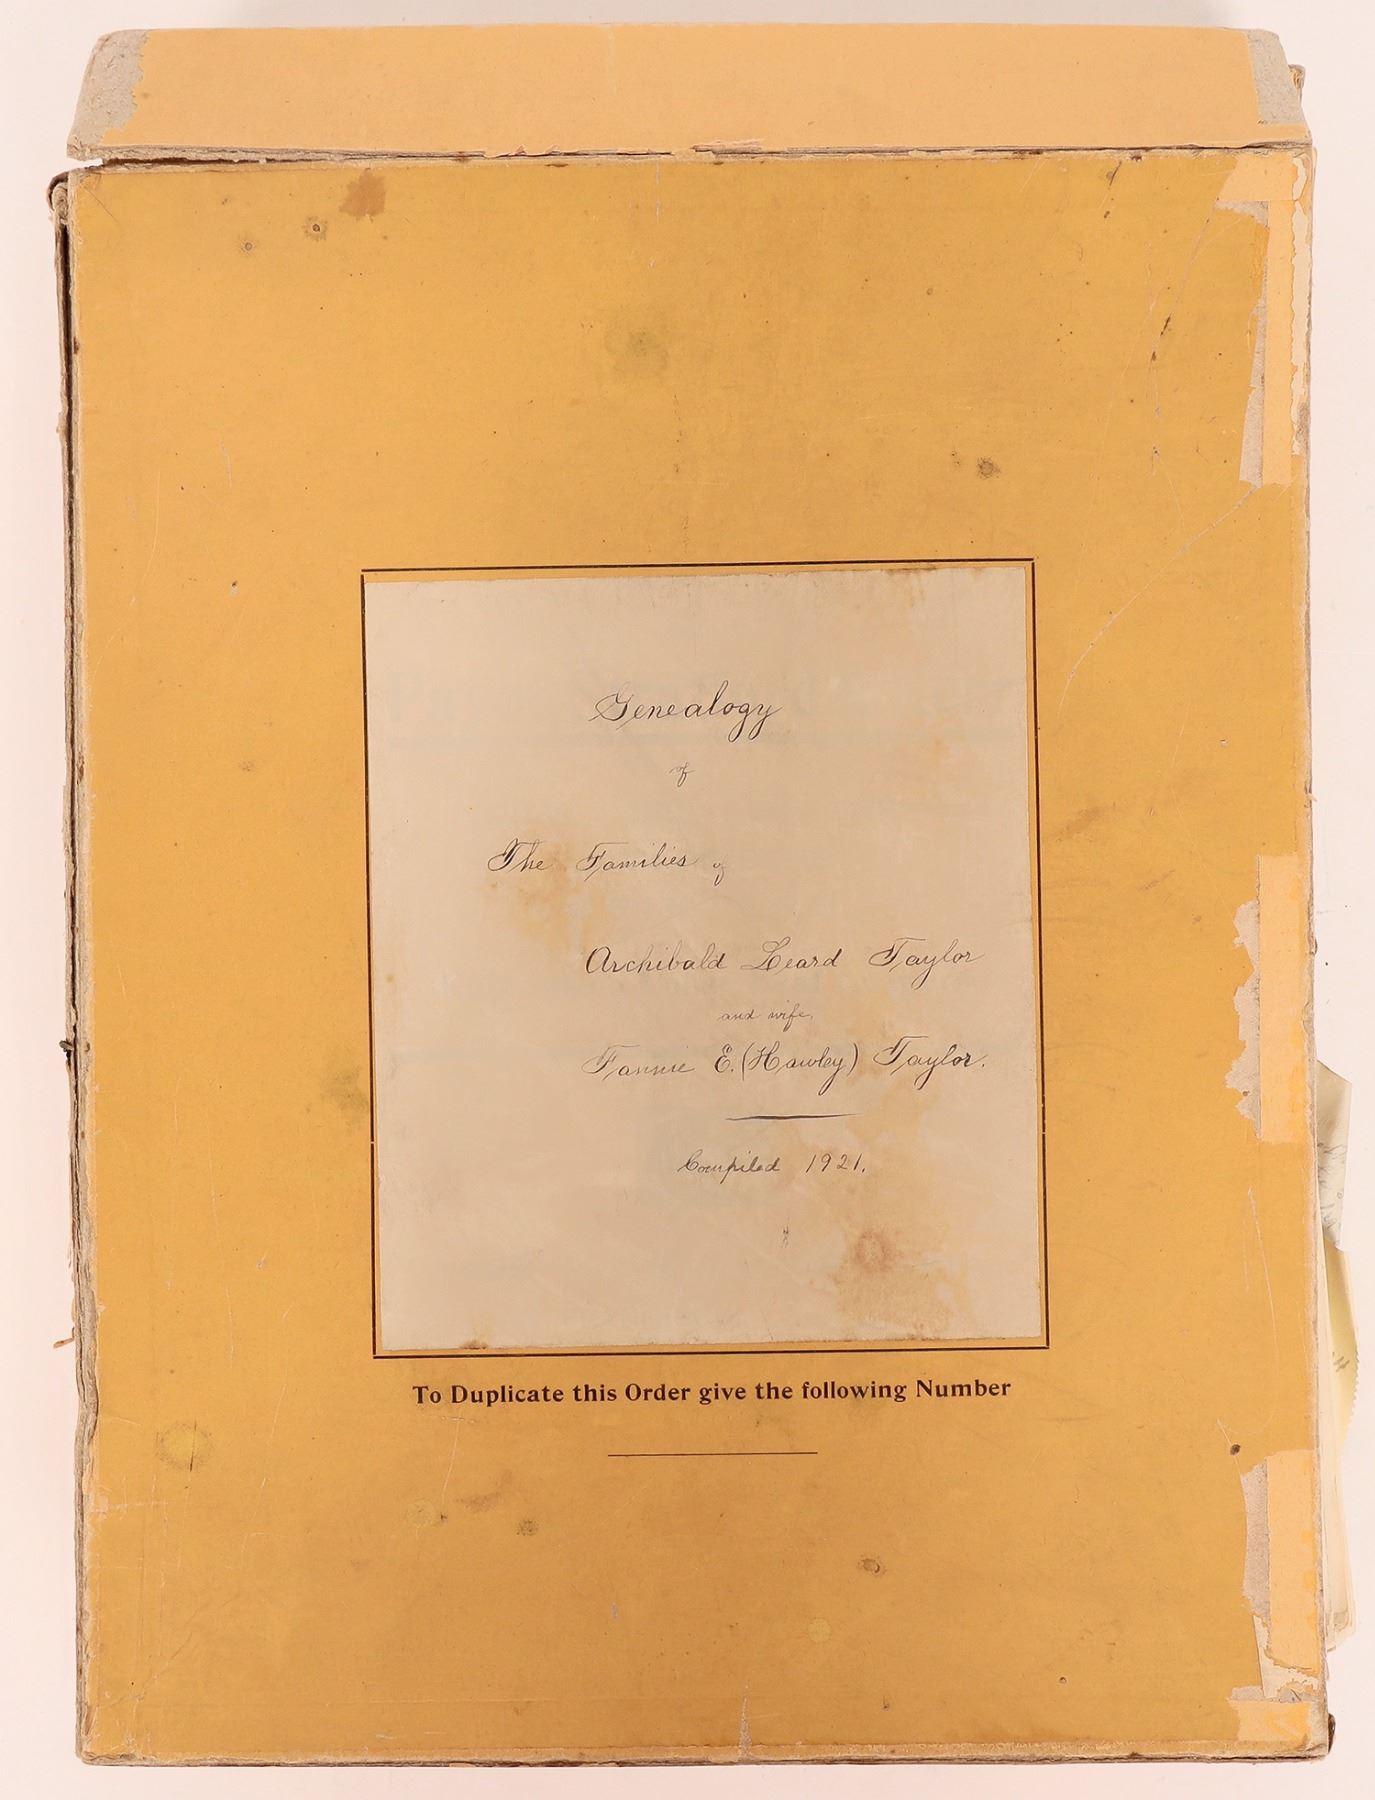 Genealogy
of
The Families of
Archibald Leard Taylor
and wife,
Fannie E. (Hawley) Taylor.
Compiled 1921.
To Duplicate this Order give the following Number